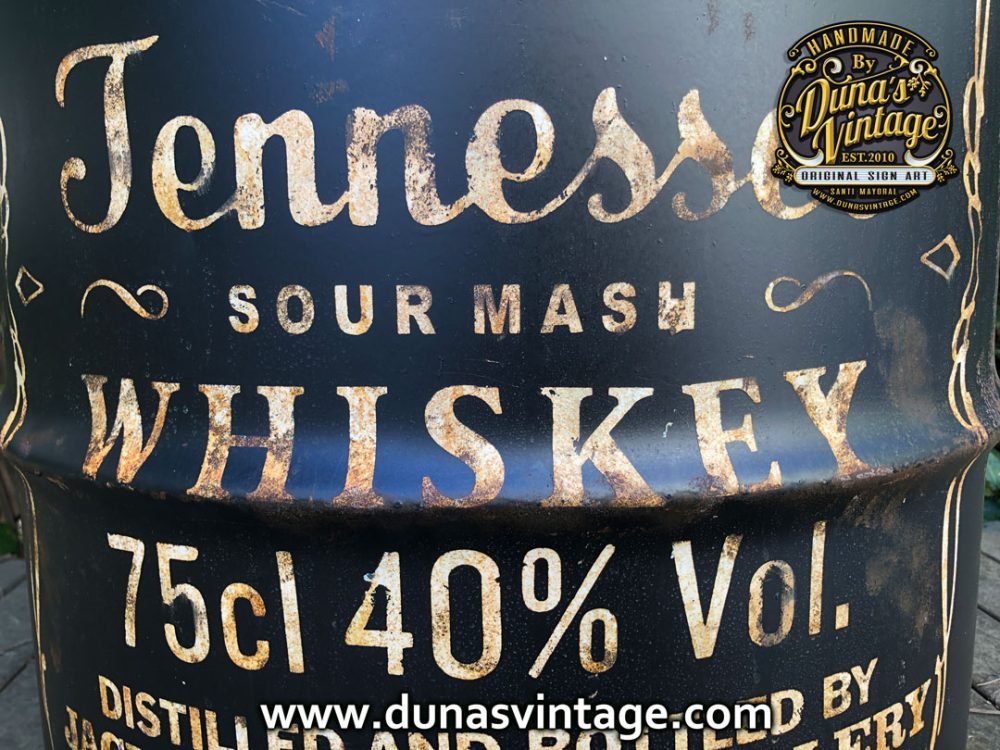 Tennesse
HANDMADE
By
Duna's
Vintage
EST. 2010
ORIGINAL SIGN ART
SANTI MAYORAL
WWW.DUNASVINTAGE.COM
SOUR MASH
WHISKEY
75cl 40% Vol.
DISTILLED AND BOTTLED BY
www.dunasvintage.com